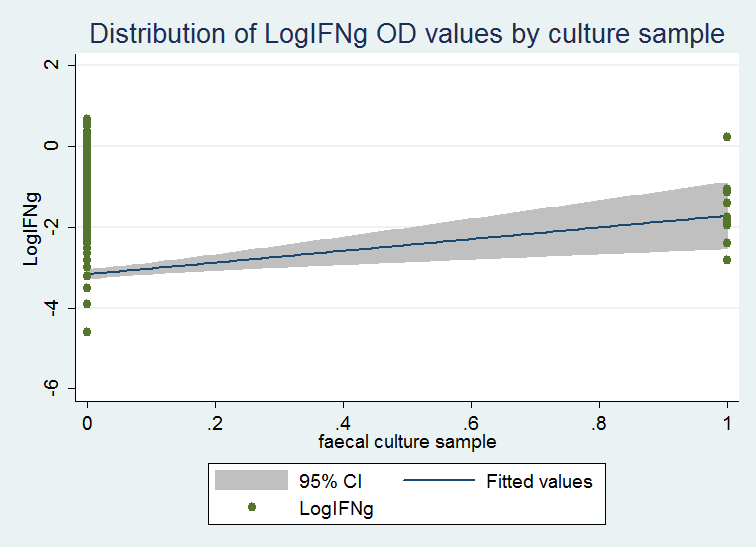 Distribution of LogIFNg OD values by culture sample
2
0
-2
-4
-6
LogIFNg
0 .2 .4 .6 .8 1
faecal culture sample
95% CI Fitted values
LogIFNg